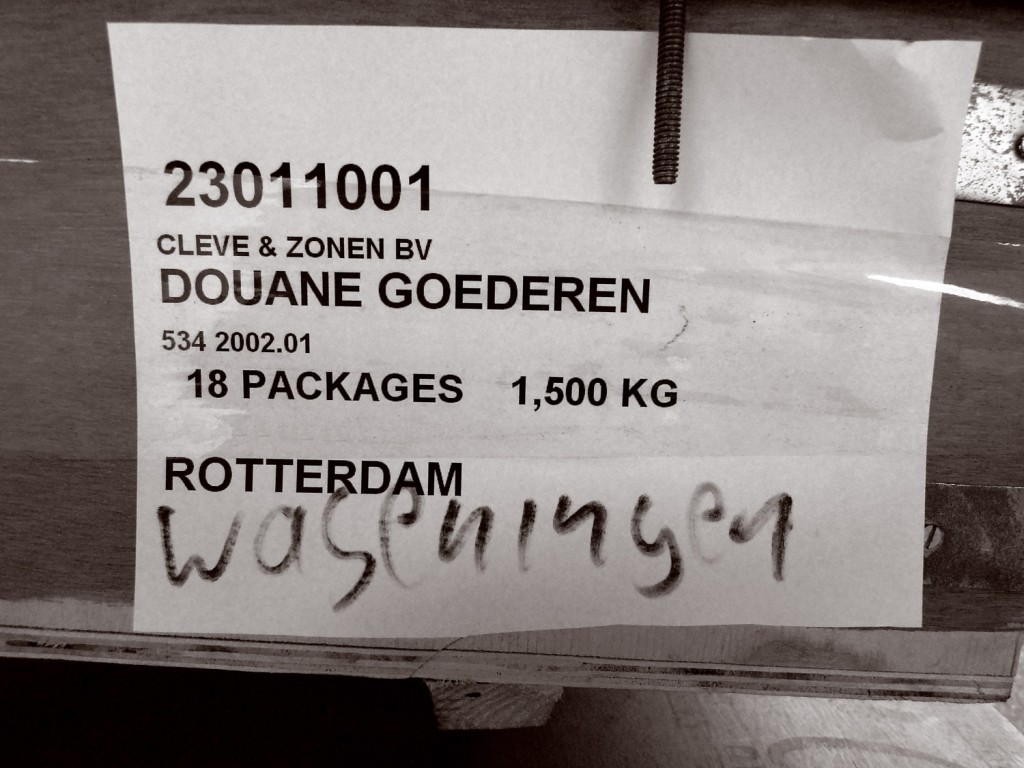 23011001
CLEVE & ZONEN BV
DOUANE GOEDEREN
534 2002.01
18 PACKAGES 1,500 KG
ROTTERDAM
wageningen